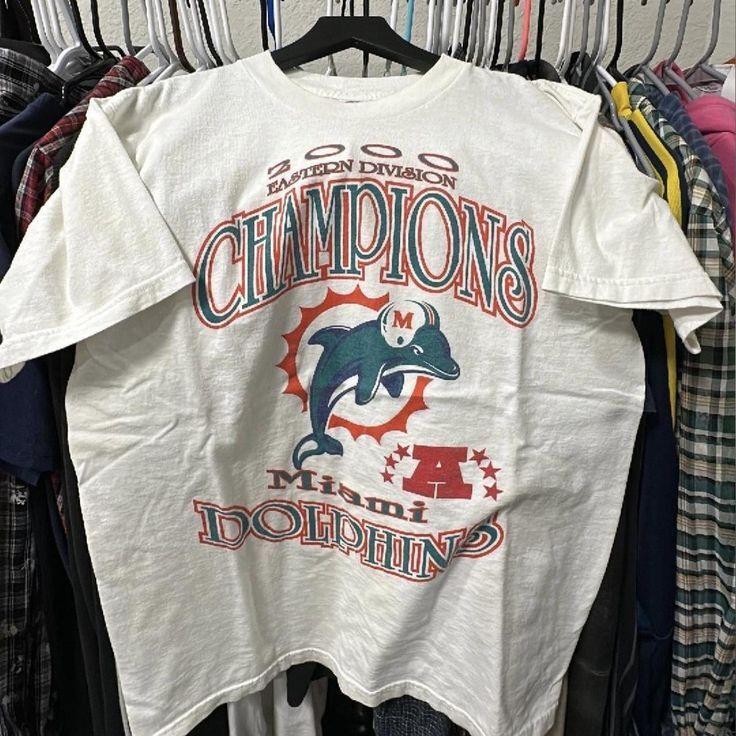 2000
EASTERN DIVISION
CHAMPIONS
M
A
Miami
DOLPHINS